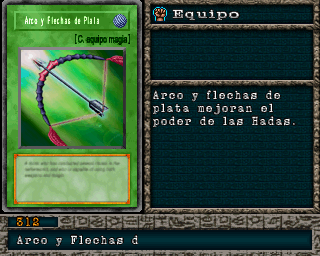 Arco y Flechas de Plata
[C. equipo magia]
Equipo
Arco y flechas de
plata mejoran el
poder de las Hadas.
312
Arco y Flechas d